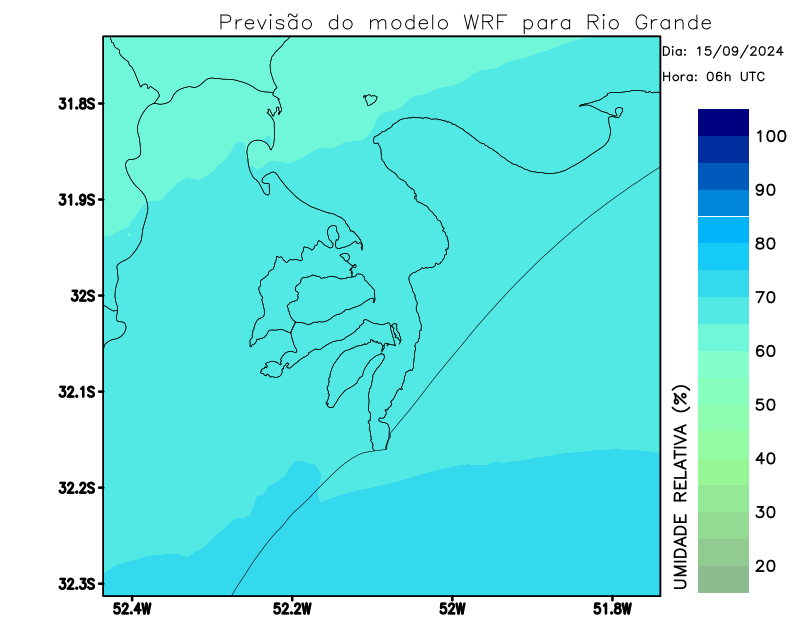 Previsão do modelo WRF para Rio Grande
Dia: 15/09/2024
Hora: 06h UTC
31.8S
31.9S
32S
32.1S
32.2S
32.3S
52.4W
52.2W
52W
51.8W
UMIDADE RELATIVA (%)
100
90
80
70
60
50
40
30
20